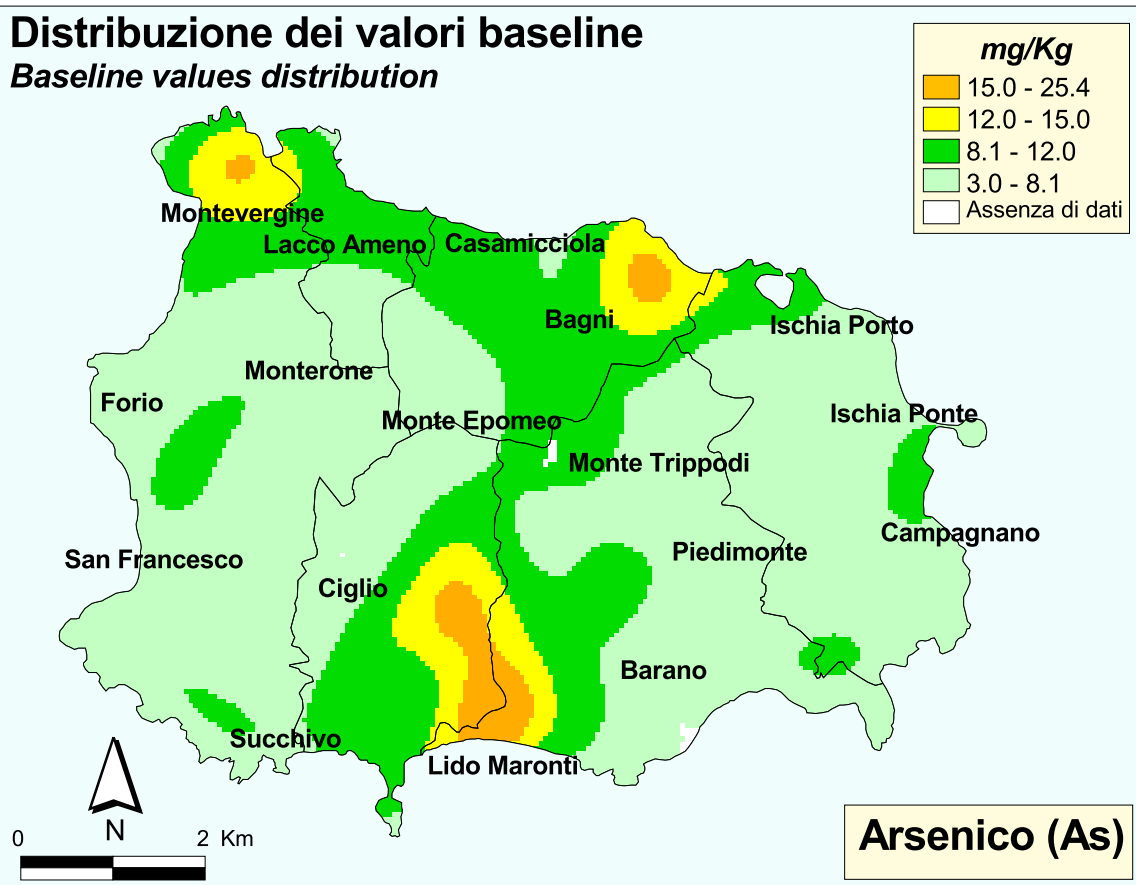 Distribuzione dei valori baseline
Baseline values distribution
mg/Kg
15.0 - 25.4
12.0 - 15.0
8.1 - 12.0
3.0 - 8.1
Assenza di dati
Montevergine
Lacco Ameno
Casamicciola
Bagni
Ischia Porto
Monterone
Forio
Monte Epomeo
Ischia Ponte
Monte Trippodi
Campagnano
San Francesco
Piedimonte
Ciglio
Barano
Succhivo
Lido Maronti
N
0 2 Km
Arsenico (As)